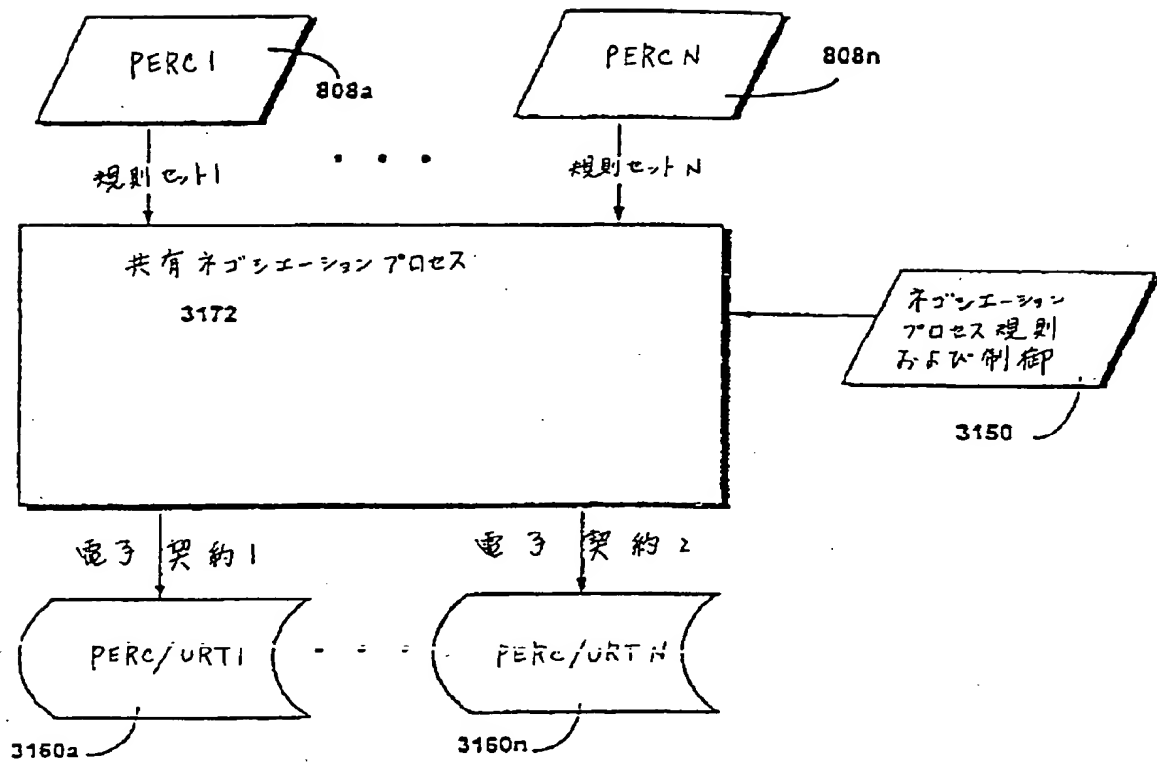 PERC 1
808a
PERC N
808n
規則セット1
規則セット N
共有ネゴシエーションプロセス
3172
ネゴシエーション
プロセス規則
および制御
3150
電子契約1
電子契約2
PERC/URT1
PERC/URT N
3160a
3160n